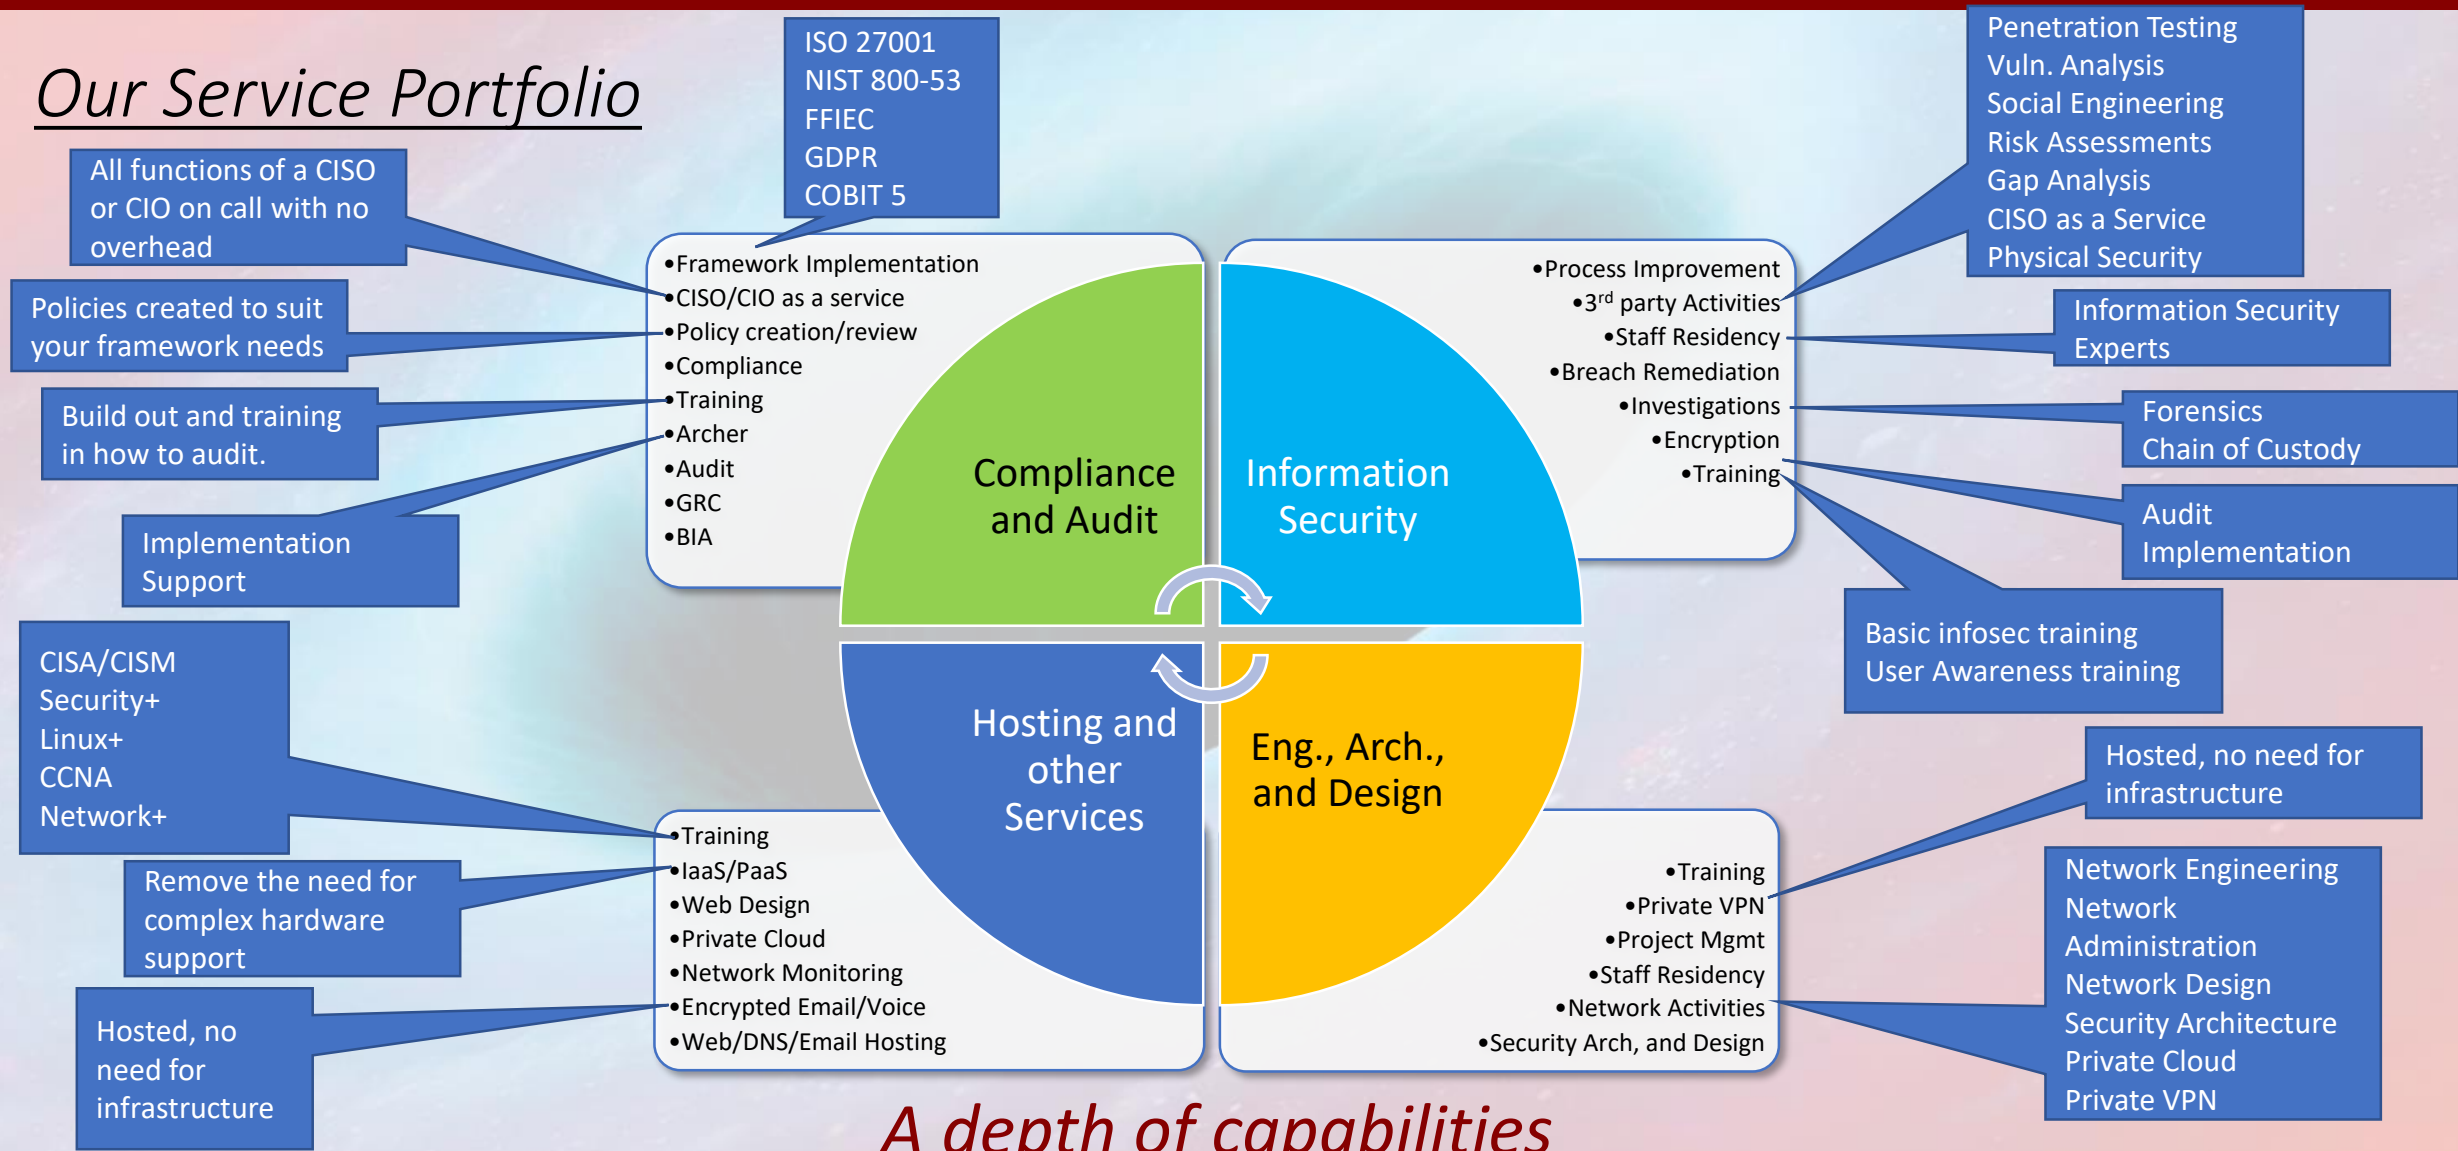 Our Service Portfolio
ISO 27001
NIST 800-53
FFIEC
GDPR
COBIT 5
All functions of a CISO
or CIO on call with no
overhead
Policies created to suit
your framework needs
Build out and training
in how to audit.
Implementation
Support
•Framework Implementation
•CISO/CIO as a service
•Policy creation/review
•Compliance
•Training
•Archer
•Audit
•GRC
•BIA
Compliance
and Audit
Information
Security
•Process Improvement
•3rd party Activities
•Staff Residency
•Breach Remediation
•Investigations
•Encryption
•Training
Penetration Testing
Vuln. Analysis
Social Engineering
Risk Assessments
Gap Analysis
CISO as a Service
Physical Security
Information Security
Experts
Forensics
Chain of Custody
Audit
Implementation
Basic infosec training
User Awareness training
CISA/CISM
Security+
Linux+
CCNA
Network+
Remove the need for
complex hardware
support
Hosted, no
need for
infrastructure
•Training
•IaaS/PaaS
•Web Design
•Private Cloud
•Network Monitoring
•Encrypted Email/Voice
•Web/DNS/Email Hosting
Hosting and
other
Services
Eng., Arch.,
and Design
•Training
•Private VPN
•Project Mgmt
•Staff Residency
•Network Activities
•Security Arch, and Design
Hosted, no need for
infrastructure
Network Engineering
Network
Administration
Network Design
Security Architecture
Private Cloud
Private VPN
A depth of capabilities